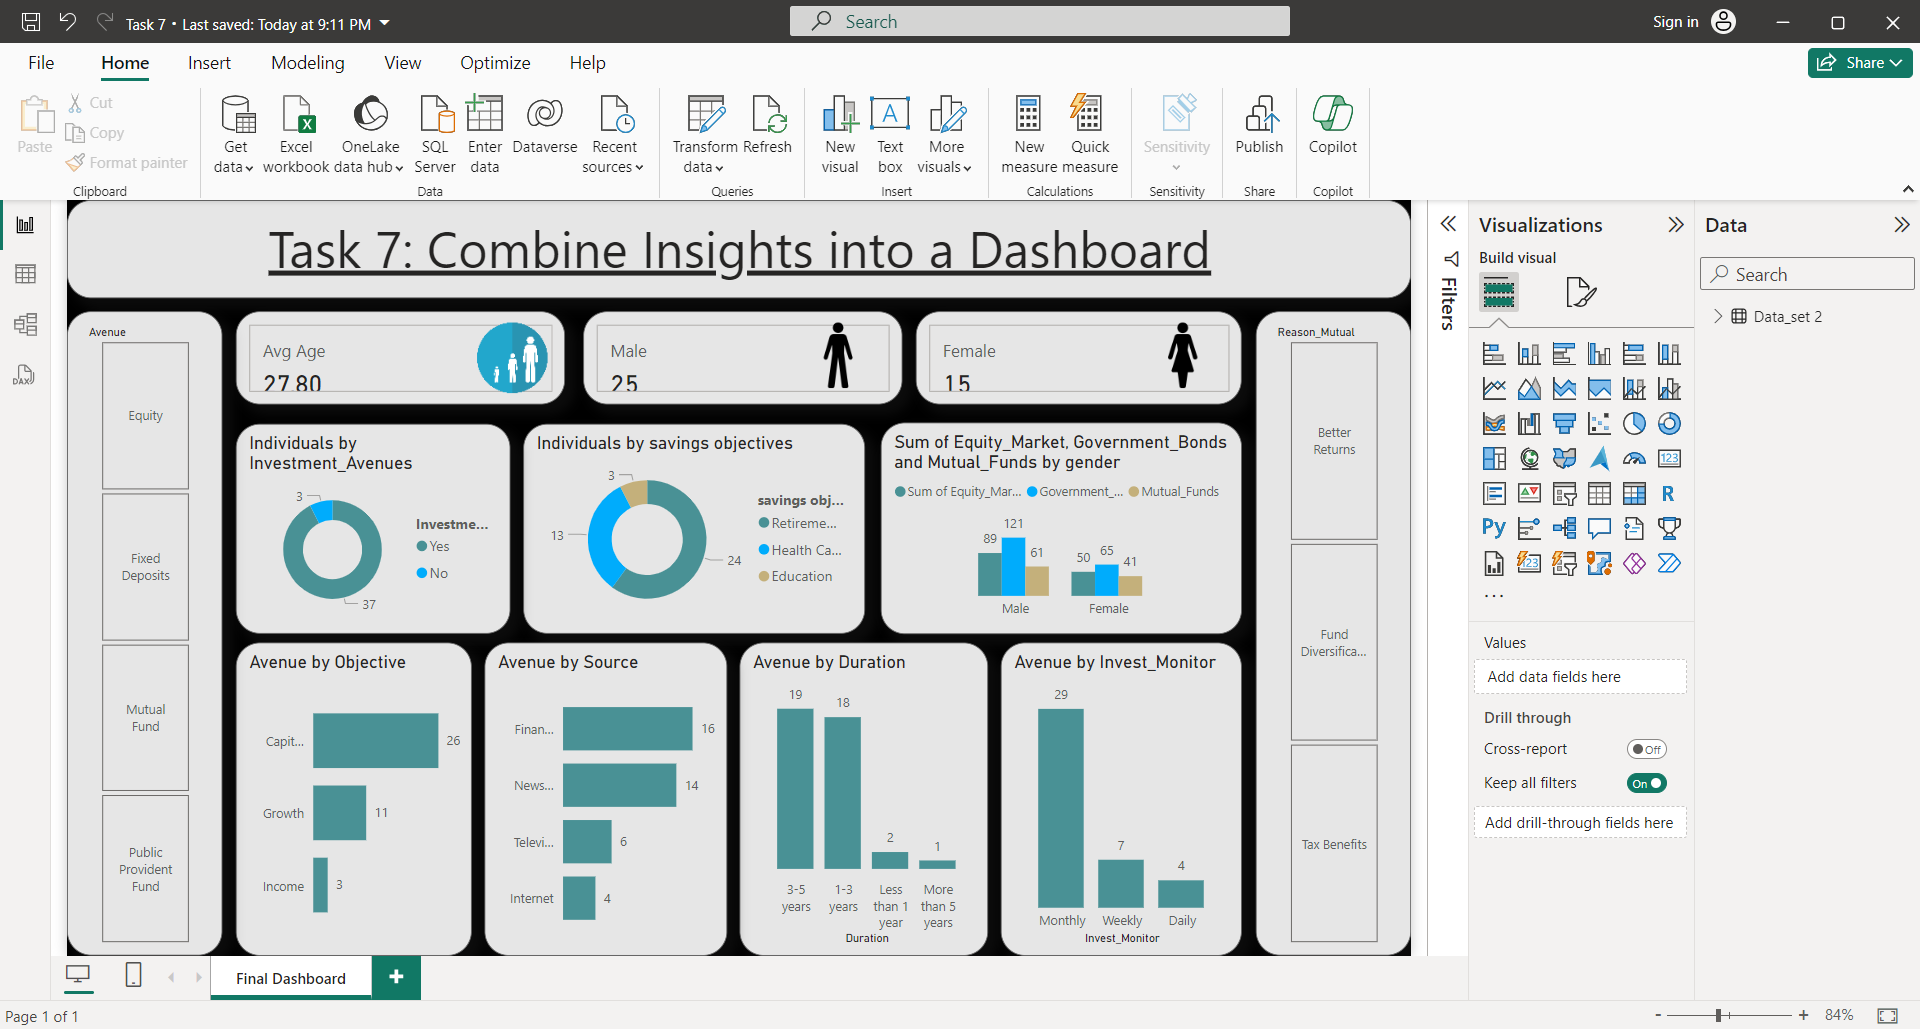 Task 7 • Last saved: Today at 9:11 PM
Search
Sign in
File
Home
Insert
Modeling
View
Optimize
Help
Share
Paste
Cut
Copy
Format painter
Clipboard
Get data
Excel workbook
OneLake data hub
SQL Server
Enter data
Dataverse
Recent sources
Data
Transform data
Refresh
Queries
New visual
Text box
More visuals
Insert
New measure
Quick measure
Calculations
Sensitivity
Sensitivity
Publish
Share
Copilot
Copilot
DAX
Task 7: Combine Insights into a Dashboard
Avenue
Equity
Fixed
Deposits
Mutual
Fund
Public
Provident
Fund
Avg Age
27.80
Male
25
Female
15
Individuals by
Investment_Avenues
3
37
Investme...
Yes
No
Individuals by savings objectives
3
13
24
savings obj...
Retireme...
Health Ca...
Education
Sum of Equity_Market, Government_Bonds
and Mutual_Funds by gender
Sum of Equity_Mar... Government_... Mutual_Funds
89
121
61
50
65
41
Male
Female
Avenue by Objective
Capit...
26
Growth
11
Income
3
Avenue by Source
Finan...
16
News...
14
Televi...
6
Internet
4
Avenue by Duration
19
18
2
1
3-5
years
1-3
years
Less
than 1
year
More
than 5
years
Duration
Avenue by Invest_Monitor
29
7
4
Monthly
Weekly
Daily
Invest_Monitor
Reason_Mutual
Better
Returns
Fund
Diversifica...
Tax Benefits
Filters
Visualizations
Build visual
123
R
Py
123
...
Values
Add data fields here
Drill through
Cross-report
Off
Keep all filters
On
Add drill-through fields here
Data
Search
Data_set 2
Final Dashboard
+
Page 1 of 1
- + 84%